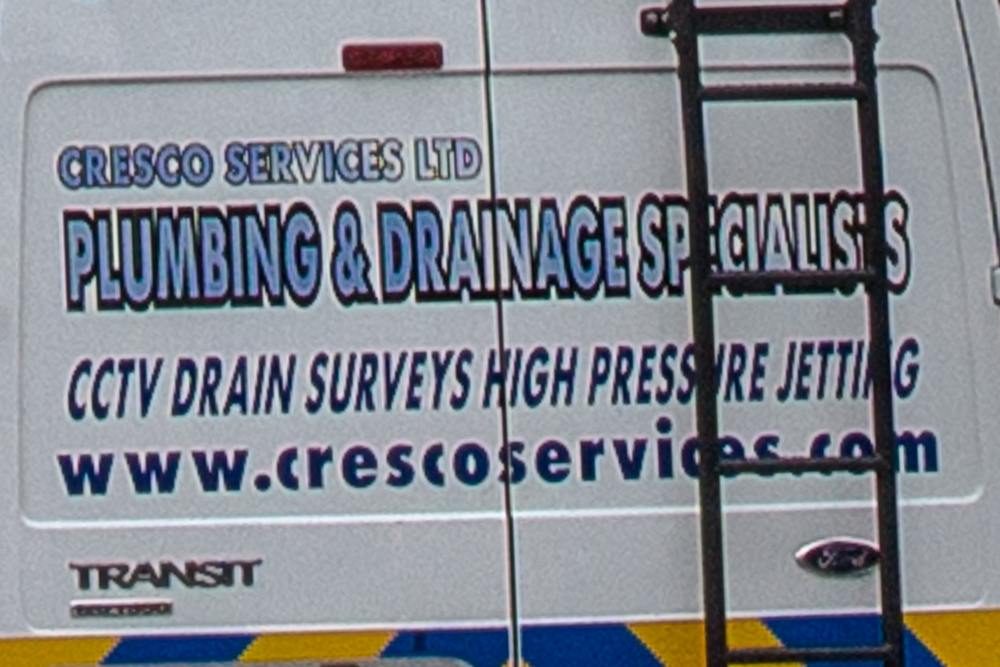 CRESCO SERVICES LTD
PLUMBING & DRAINAGE SPECIALISTS
CCTV DRAIN SURVEYS HIGH PRESSURE JETTING
www.crescoservices.com
TRANSIT
Ford